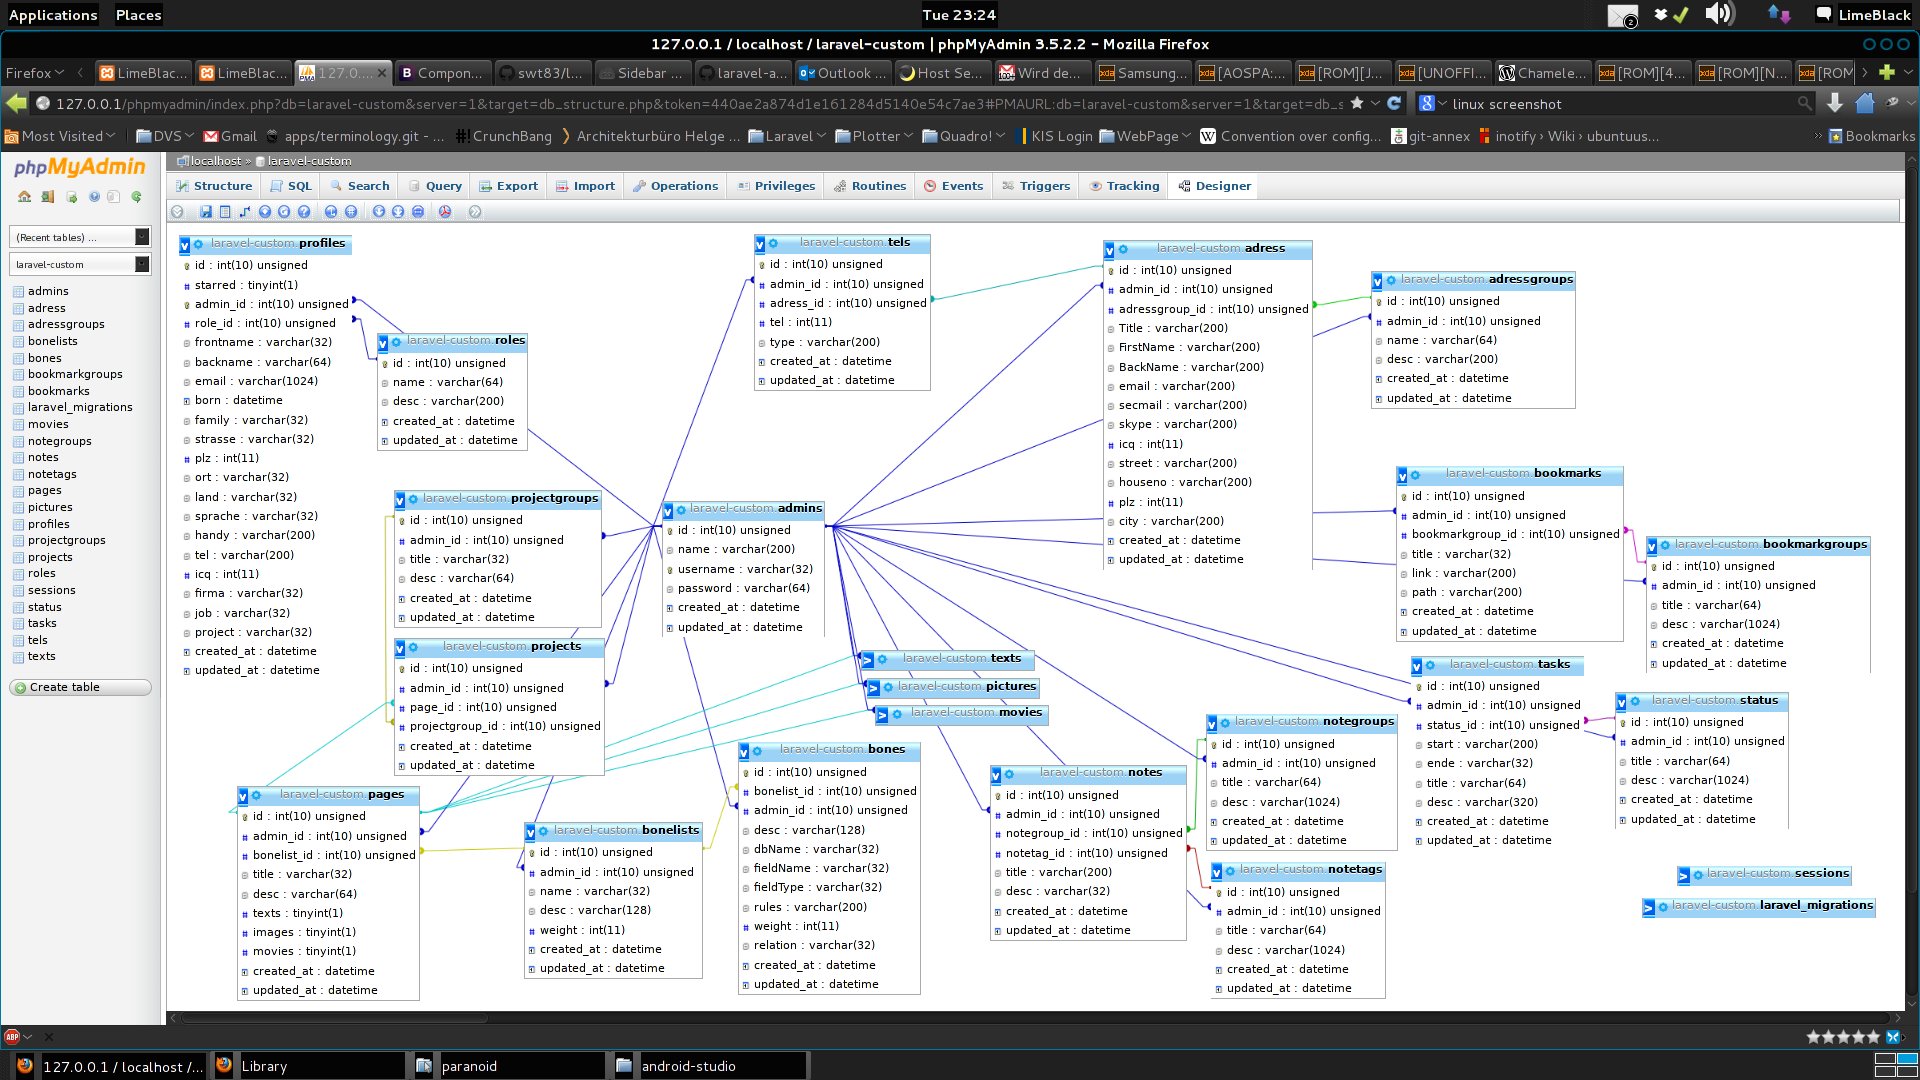 Applications Places
Tue 23:24
2
LimeBlack
127.0.0.1 / localhost / laravel-custom | phpMyAdmin 3.5.2.2 - Mozilla Firefox
Firefox
LimeBlac...
LimeBlac...
127.0....
Compon...
swt83/l...
Sidebar ...
laravel-a...
Outlook ...
Host Se...
Wird de...
Samsung...
[AOSPA:...
[ROM][J...
[UNOFFI...
Chamele...
[ROM][4...
[ROM][N...
[ROM
127.0.0.1/phpmyadmin/index.php?db=laravel-custom&server=1&target=db_structure.php&token=440ae2a874d1e161284d5140e54c7ae3#PMAURL:db=laravel-custom&server=1&target=db_s
linux screenshot
Most Visited
DVS
Gmail
apps/terminology.git - ...
CrunchBang
Architekturbüro Helge ...
Laravel
Plotter
Quadro!
KIS Login
WebPage
Convention over config...
git-annex
inotify › Wiki › ubuntuus...
Bookmarks
phpMyAdmin
(Recent tables) ...
laravel-custom
admins
adress
adressgroups
bonelists
bones
bookmarkgroups
bookmarks
laravel_migrations
movies
notegroups
notes
notetags
pages
pictures
profiles
projectgroups
projects
roles
sessions
status
tasks
tels
texts
Create table
localhost » laravel-custom
Structure
SQL
Search
Query
Export
Import
Operations
Privileges
Routines
Events
Triggers
Tracking
Designer
laravel-custom.profiles
id : int(10) unsigned
starred : tinyint(1)
admin_id : int(10) unsigned
role_id : int(10) unsigned
frontname : varchar(32)
backname : varchar(64)
email : varchar(1024)
born : datetime
family : varchar(32)
strasse : varchar(32)
plz : int(11)
ort : varchar(32)
land : varchar(32)
sprache : varchar(32)
handy : varchar(200)
tel : varchar(200)
icq : int(11)
firma : varchar(32)
job : varchar(32)
project : varchar(32)
created_at : datetime
updated_at : datetime
laravel-custom.roles
id : int(10) unsigned
name : varchar(64)
desc : varchar(200)
created_at : datetime
updated_at : datetime
laravel-custom.projectgroups
id : int(10) unsigned
admin_id : int(10) unsigned
title : varchar(32)
desc : varchar(64)
created_at : datetime
updated_at : datetime
laravel-custom.projects
id : int(10) unsigned
admin_id : int(10) unsigned
page_id : int(10) unsigned
projectgroup_id : int(10) unsigned
created_at : datetime
updated_at : datetime
laravel-custom.pages
id : int(10) unsigned
admin_id : int(10) unsigned
bonelist_id : int(10) unsigned
title : varchar(32)
desc : varchar(64)
texts : tinyint(1)
images : tinyint(1)
movies : tinyint(1)
created_at : datetime
updated_at : datetime
laravel-custom.bonelists
id : int(10) unsigned
admin_id : int(10) unsigned
name : varchar(32)
desc : varchar(128)
weight : int(11)
created_at : datetime
updated_at : datetime
laravel-custom.tels
id : int(10) unsigned
admin_id : int(10) unsigned
adress_id : int(10) unsigned
tel : int(11)
type : varchar(200)
created_at : datetime
updated_at : datetime
laravel-custom.admins
id : int(10) unsigned
name : varchar(200)
username : varchar(32)
password : varchar(64)
created_at : datetime
updated_at : datetime
laravel-custom.texts
laravel-custom.pictures
laravel-custom.movies
laravel-custom.bones
id : int(10) unsigned
bonelist_id : int(10) unsigned
admin_id : int(10) unsigned
desc : varchar(128)
dbName : varchar(32)
fieldName : varchar(32)
fieldType : varchar(32)
rules : varchar(200)
weight : int(11)
relation : varchar(32)
created_at : datetime
updated_at : datetime
laravel-custom.adress
id : int(10) unsigned
admin_id : int(10) unsigned
adressgroup_id : int(10) unsigned
Title : varchar(200)
FirstName : varchar(200)
BackName : varchar(200)
email : varchar(200)
secmail : varchar(200)
skype : varchar(200)
icq : int(11)
street : varchar(200)
houseno : varchar(200)
plz : int(11)
city : varchar(200)
created_at : datetime
updated_at : datetime
laravel-custom.adressgroups
id : int(10) unsigned
admin_id : int(10) unsigned
name : varchar(64)
desc : varchar(200)
created_at : datetime
updated_at : datetime
laravel-custom.bookmarks
id : int(10) unsigned
admin_id : int(10) unsigned
bookmarkgroup_id : int(10) unsigned
title : varchar(32)
link : varchar(200)
path : varchar(200)
created_at : datetime
updated_at : datetime
laravel-custom.bookmarkgroups
id : int(10) unsigned
admin_id : int(10) unsigned
title : varchar(64)
desc : varchar(1024)
created_at : datetime
updated_at : datetime
laravel-custom.tasks
id : int(10) unsigned
admin_id : int(10) unsigned
status_id : int(10) unsigned
start : varchar(200)
ende : varchar(32)
title : varchar(64)
desc : varchar(320)
created_at : datetime
updated_at : datetime
laravel-custom.status
id : int(10) unsigned
admin_id : int(10) unsigned
title : varchar(64)
desc : varchar(1024)
created_at : datetime
updated_at : datetime
laravel-custom.notegroups
id : int(10) unsigned
admin_id : int(10) unsigned
title : varchar(64)
desc : varchar(1024)
created_at : datetime
updated_at : datetime
laravel-custom.notes
id : int(10) unsigned
admin_id : int(10) unsigned
notegroup_id : int(10) unsigned
notetag_id : int(10) unsigned
title : varchar(200)
desc : varchar(32)
created_at : datetime
updated_at : datetime
laravel-custom.notetags
id : int(10) unsigned
admin_id : int(10) unsigned
title : varchar(64)
desc : varchar(1024)
created_at : datetime
updated_at : datetime
laravel-custom.sessions
laravel-custom.laravel_migrations
ABP
127.0.0.1 / localhost /...
Library
paranoid
android-studio